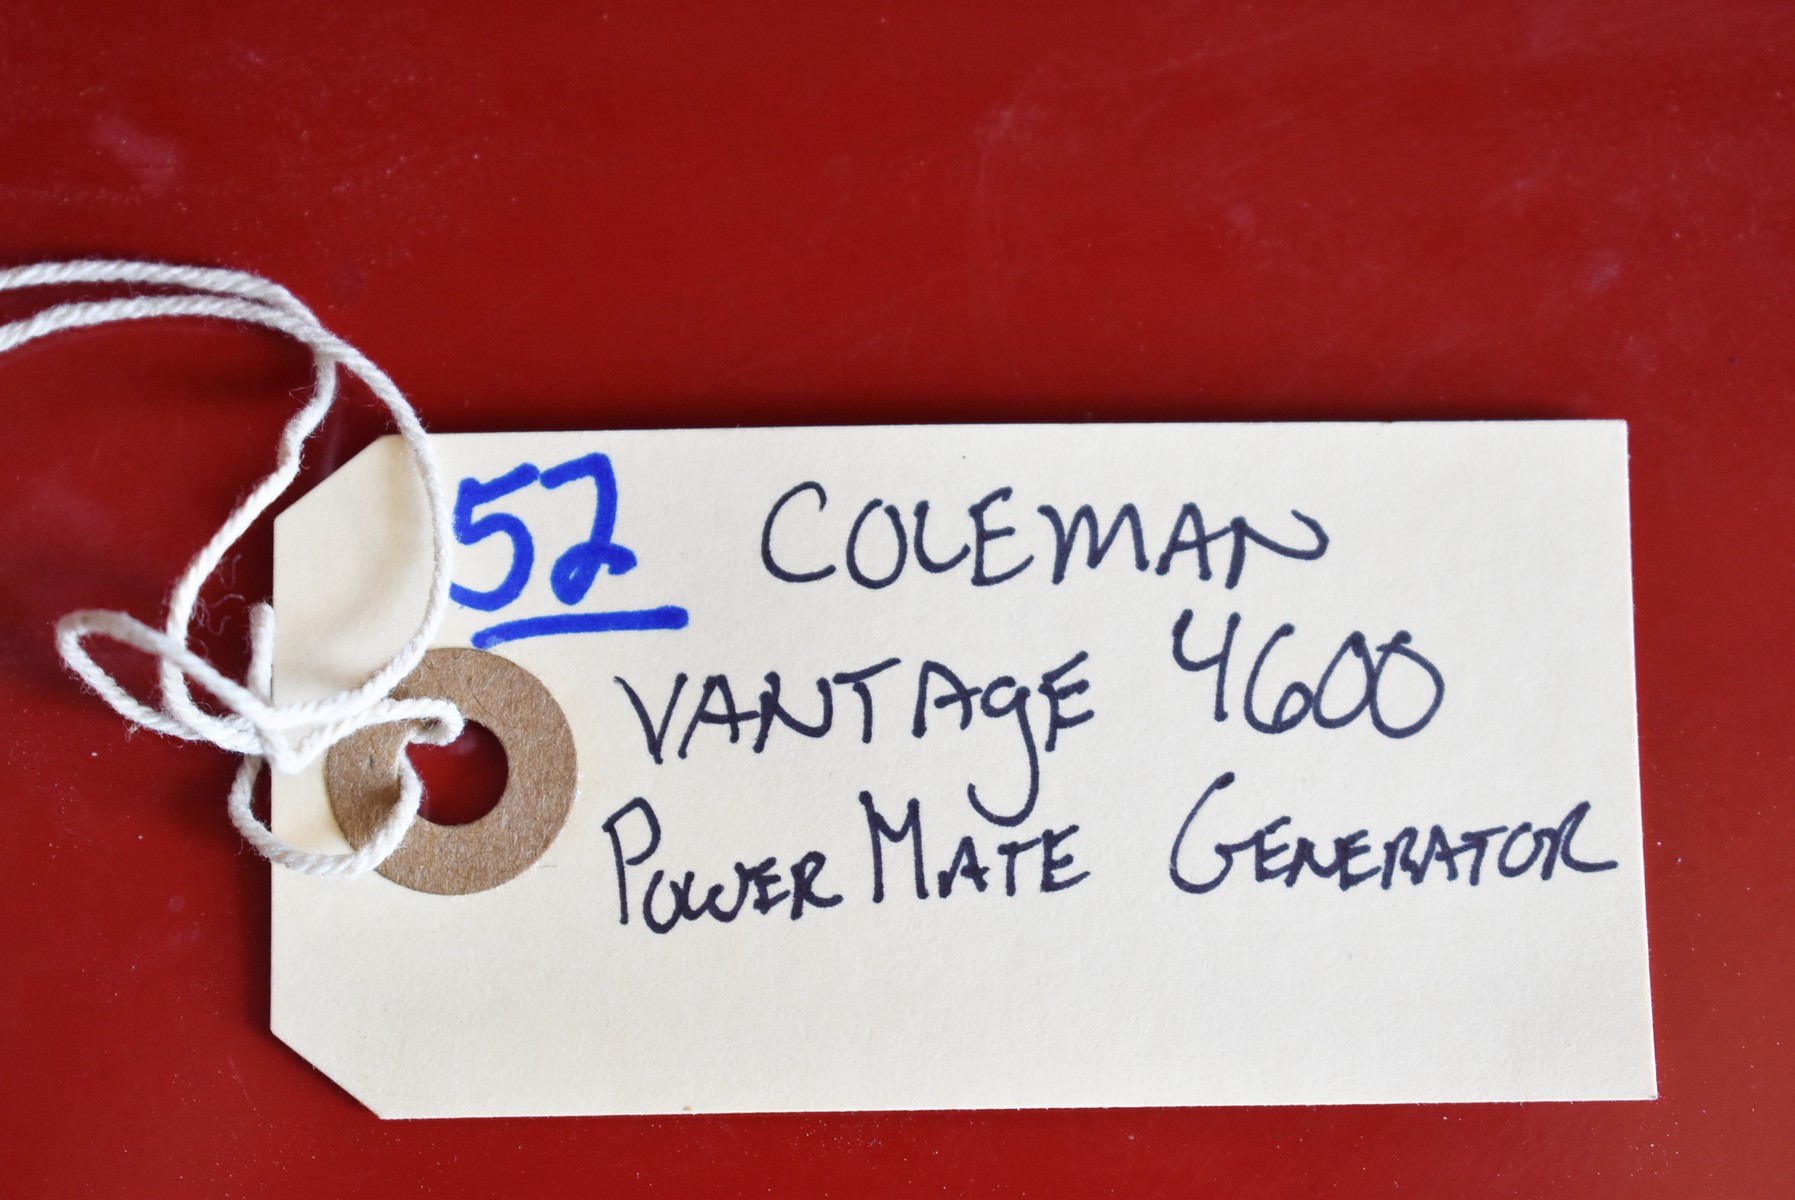 52 COLEMAN
VANTAGE 4600
POWER MATE GENERATOR